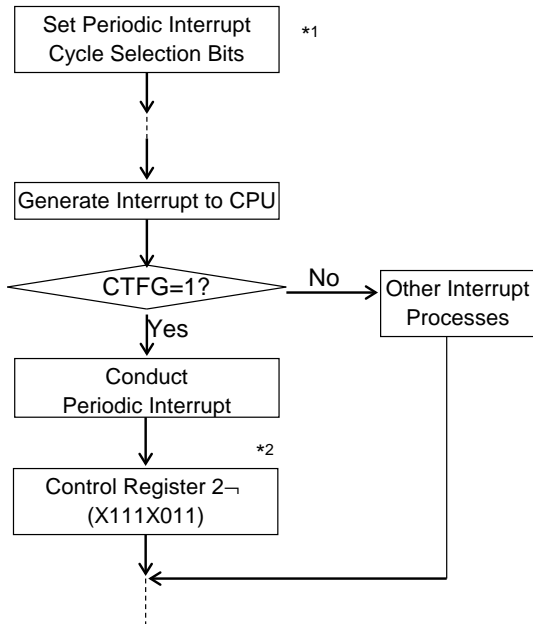 Set Periodic Interrupt
Cycle Selection Bits
*1
Generate Interrupt to CPU
CTFG=1?
No
Other Interrupt
Processes
Yes
Conduct
Periodic Interrupt
*2
Control Register 2¬
(X111X011)